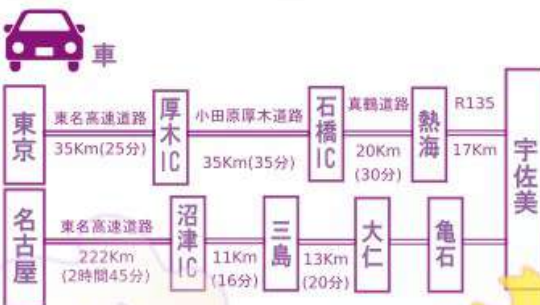 車
東京
東名高速道路
35Km(25分)
厚木IC
小田原厚木道路
35Km(35分)
石橋IC
真鶴道路
20Km
(30分)
熱海
R135
17Km
宇佐美
名古屋
東名高速道路
222Km
(2時間45分)
沼津IC
11Km
(16分)
三島
13Km
(20分)
大仁
亀石